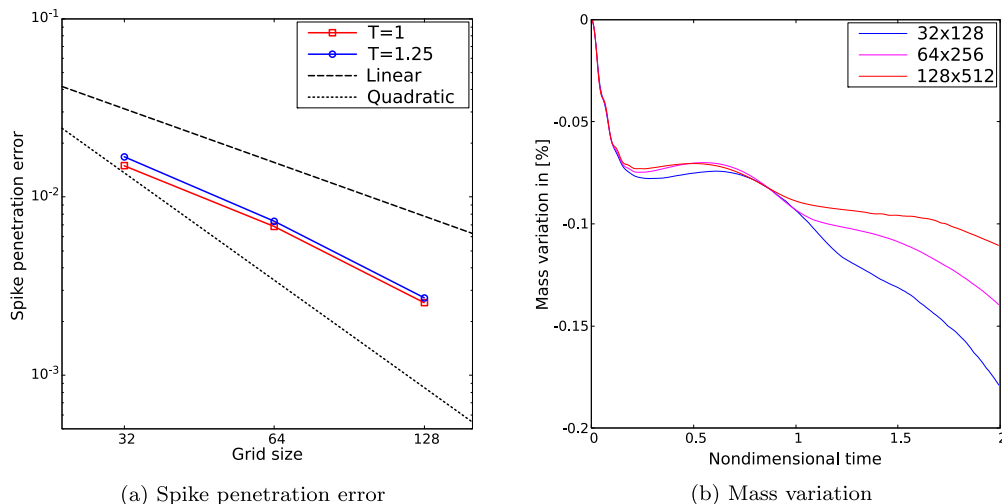 10^-1
10^-2
10^-3
Spike penetration error
T=1
T=1.25
Linear
Quadratic
32
64
128
Grid size
(a) Spike penetration error
0
-0.05
-0.1
-0.15
-0.2
Mass variation in [%]
32x128
64x256
128x512
0
0.5
1
1.5
2
Nondimensional time
(b) Mass variation